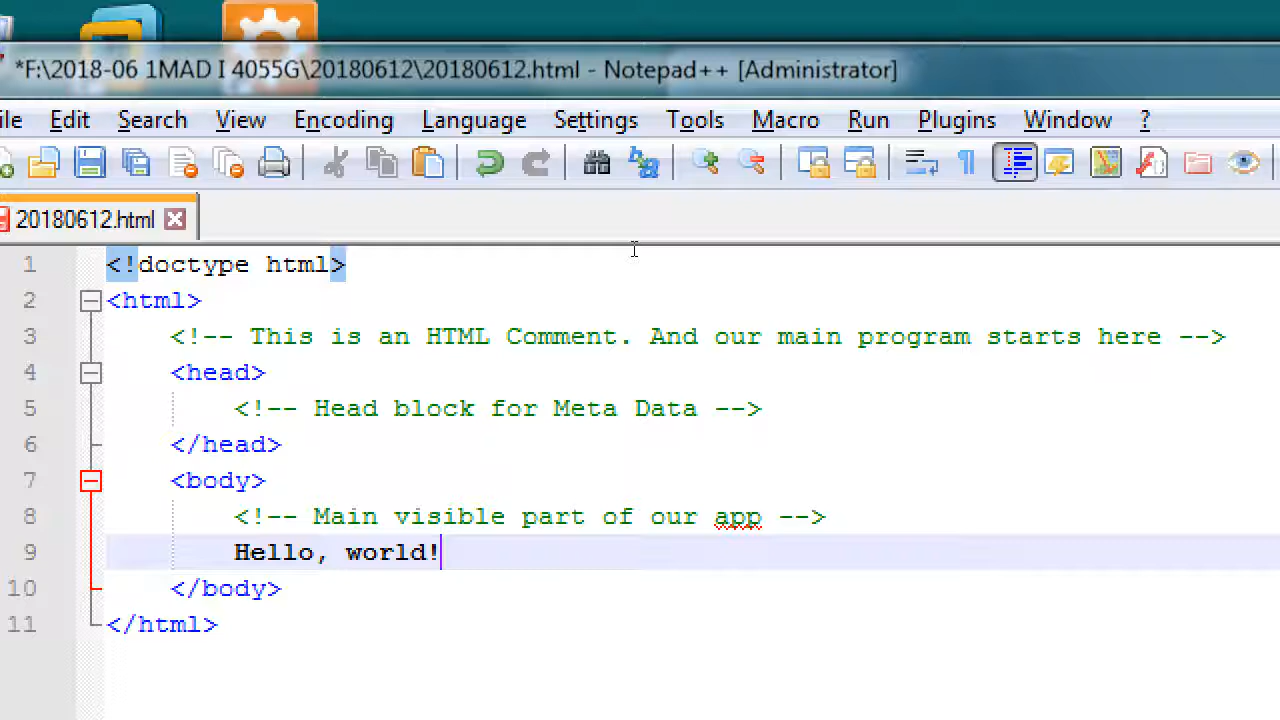 *F:\2018-06 1MAD I 4055G\20180612\20180612.html - Notepad++ [Administrator]
ile Edit Search View Encoding Language Settings Tools Macro Run Plugins Window ?
20180612.html
1 <!doctype html>
2 <html>
3 <!-- This is an HTML Comment. And our main program starts here -->
4 <head>
5 <!-- Head block for Meta Data -->
6 </head>
7 <body>
8 <!-- Main visible part of our app -->
9 Hello, world!
10 </body>
11 </html>